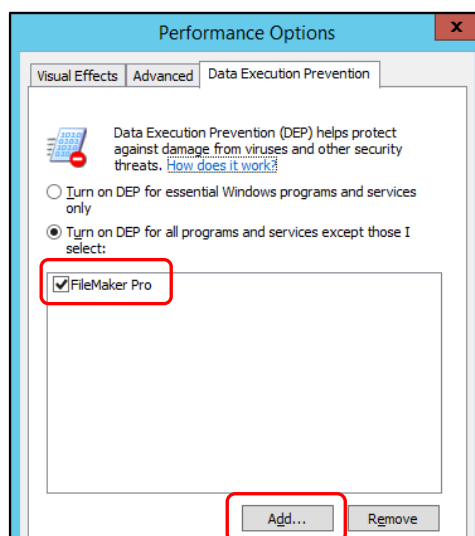 Performance Options
x
Visual Effects Advanced Data Execution Prevention
Data Execution Prevention (DEP) helps protect
against damage from viruses and other security
threats. How does it work?
Turn on DEP for essential Windows programs and services
only
Turn on DEP for all programs and services except those I
select:
FileMaker Pro
Add... Remove